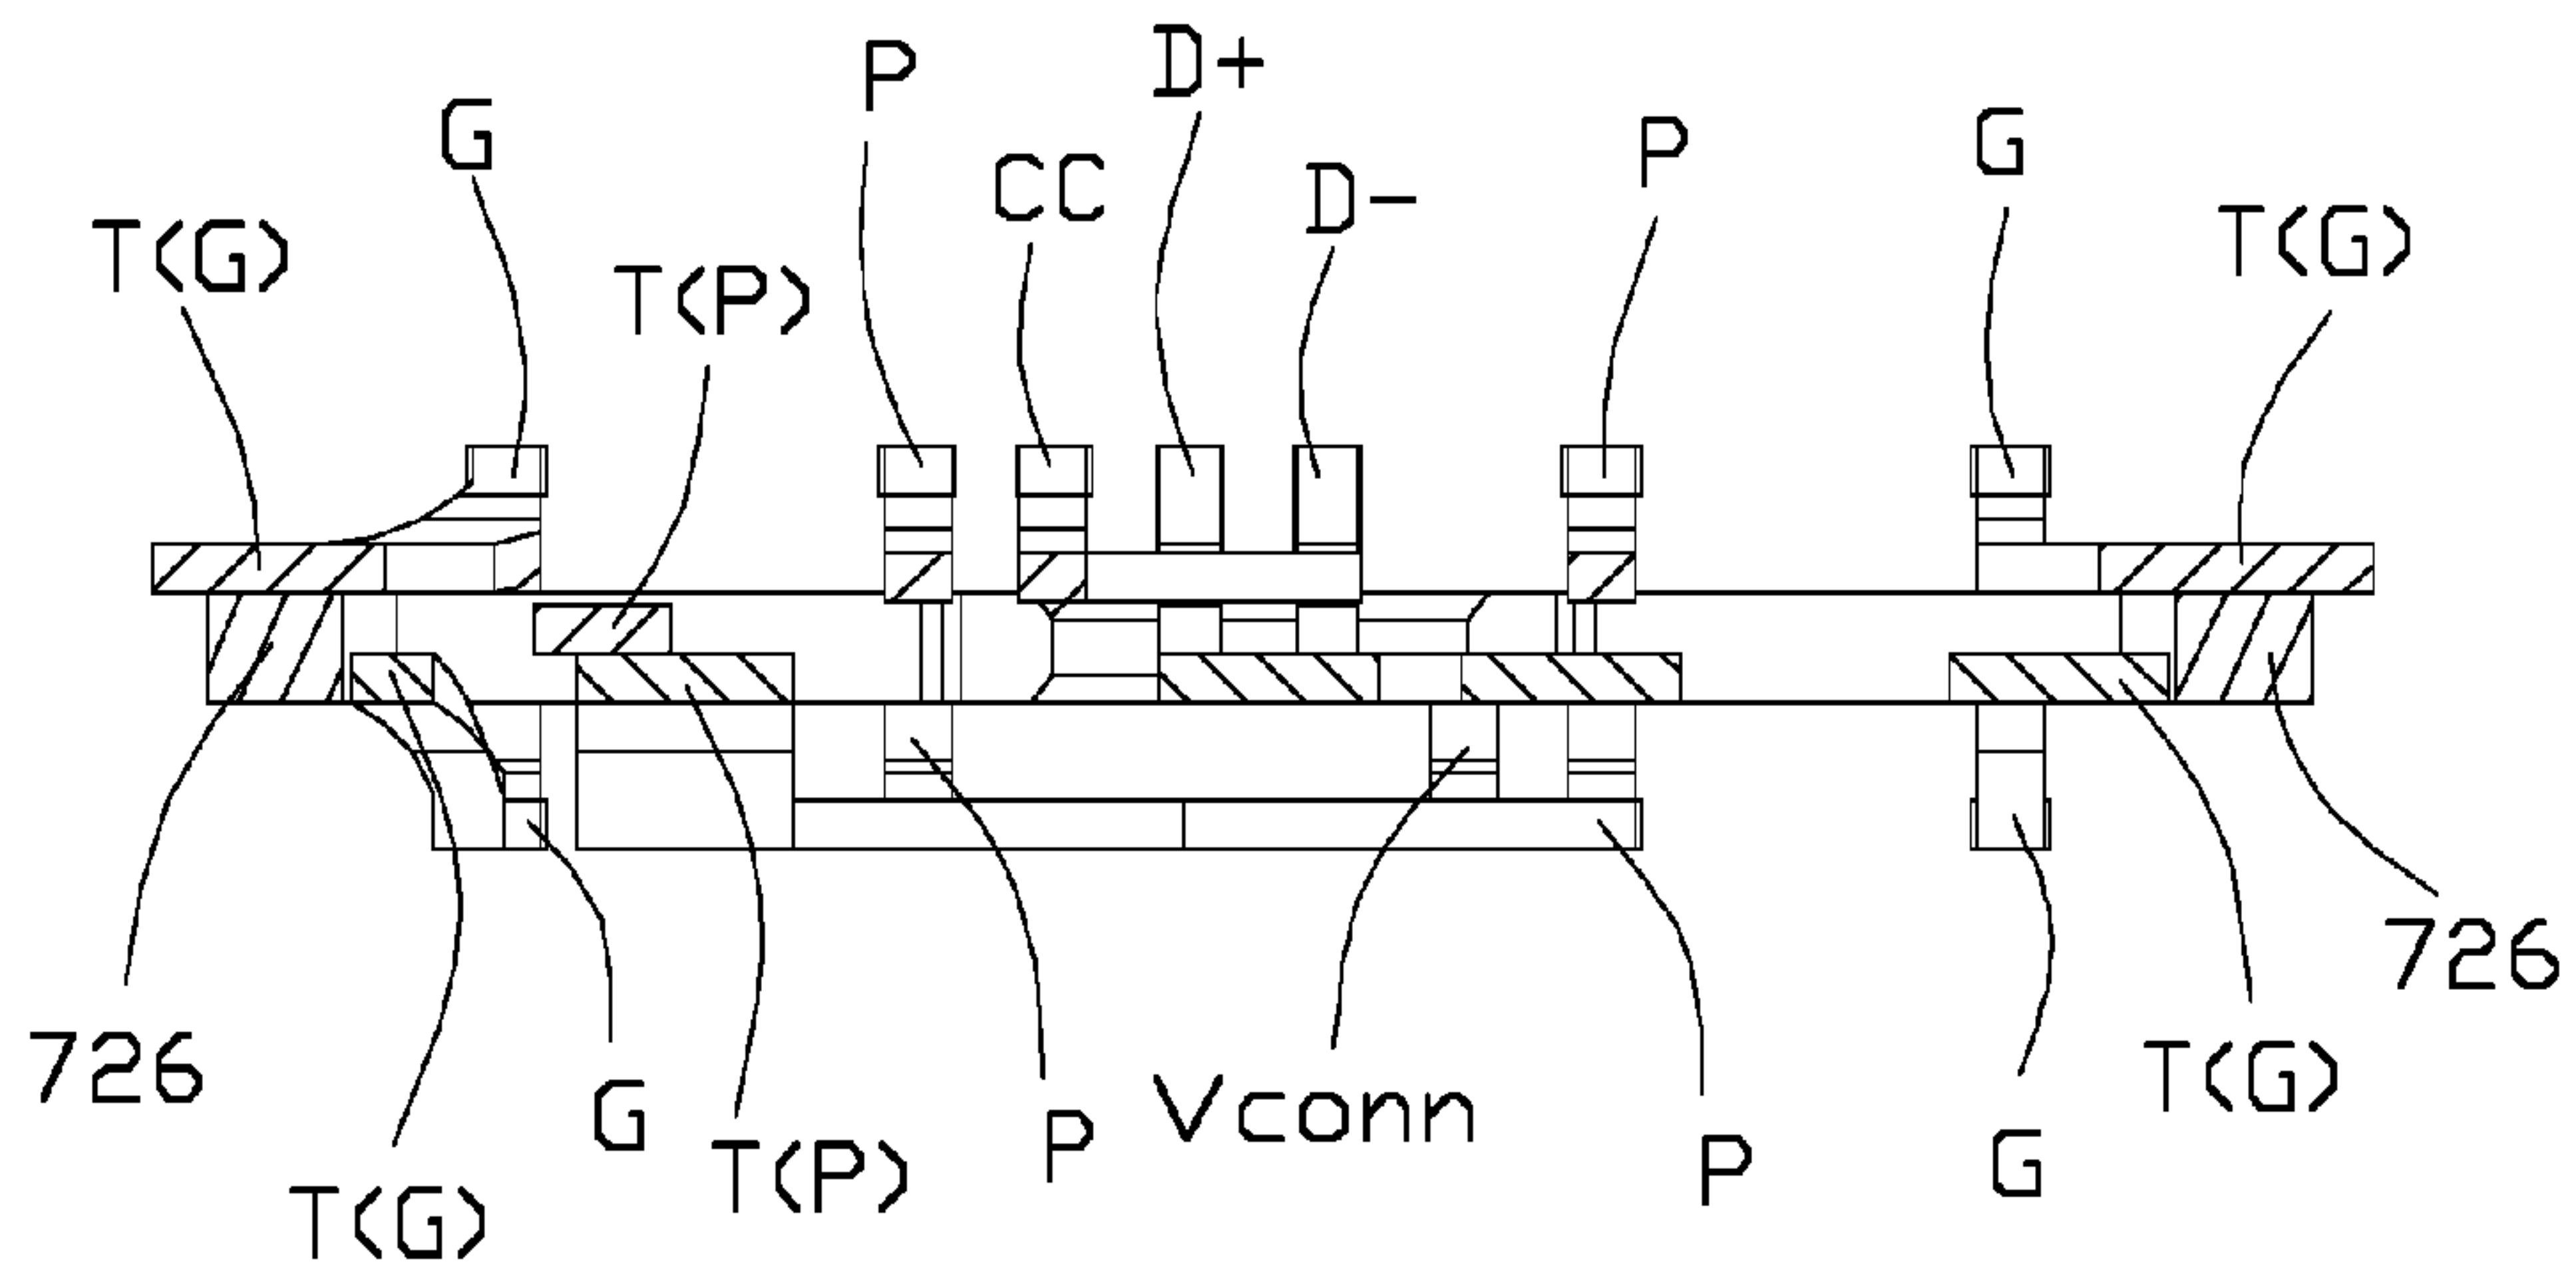 D+
P
G
G
P
CC
D-
T(G)
T(G)
T(P)
726
726
T(G)
Vconn
G
P
T(P)
P
G
T(G)